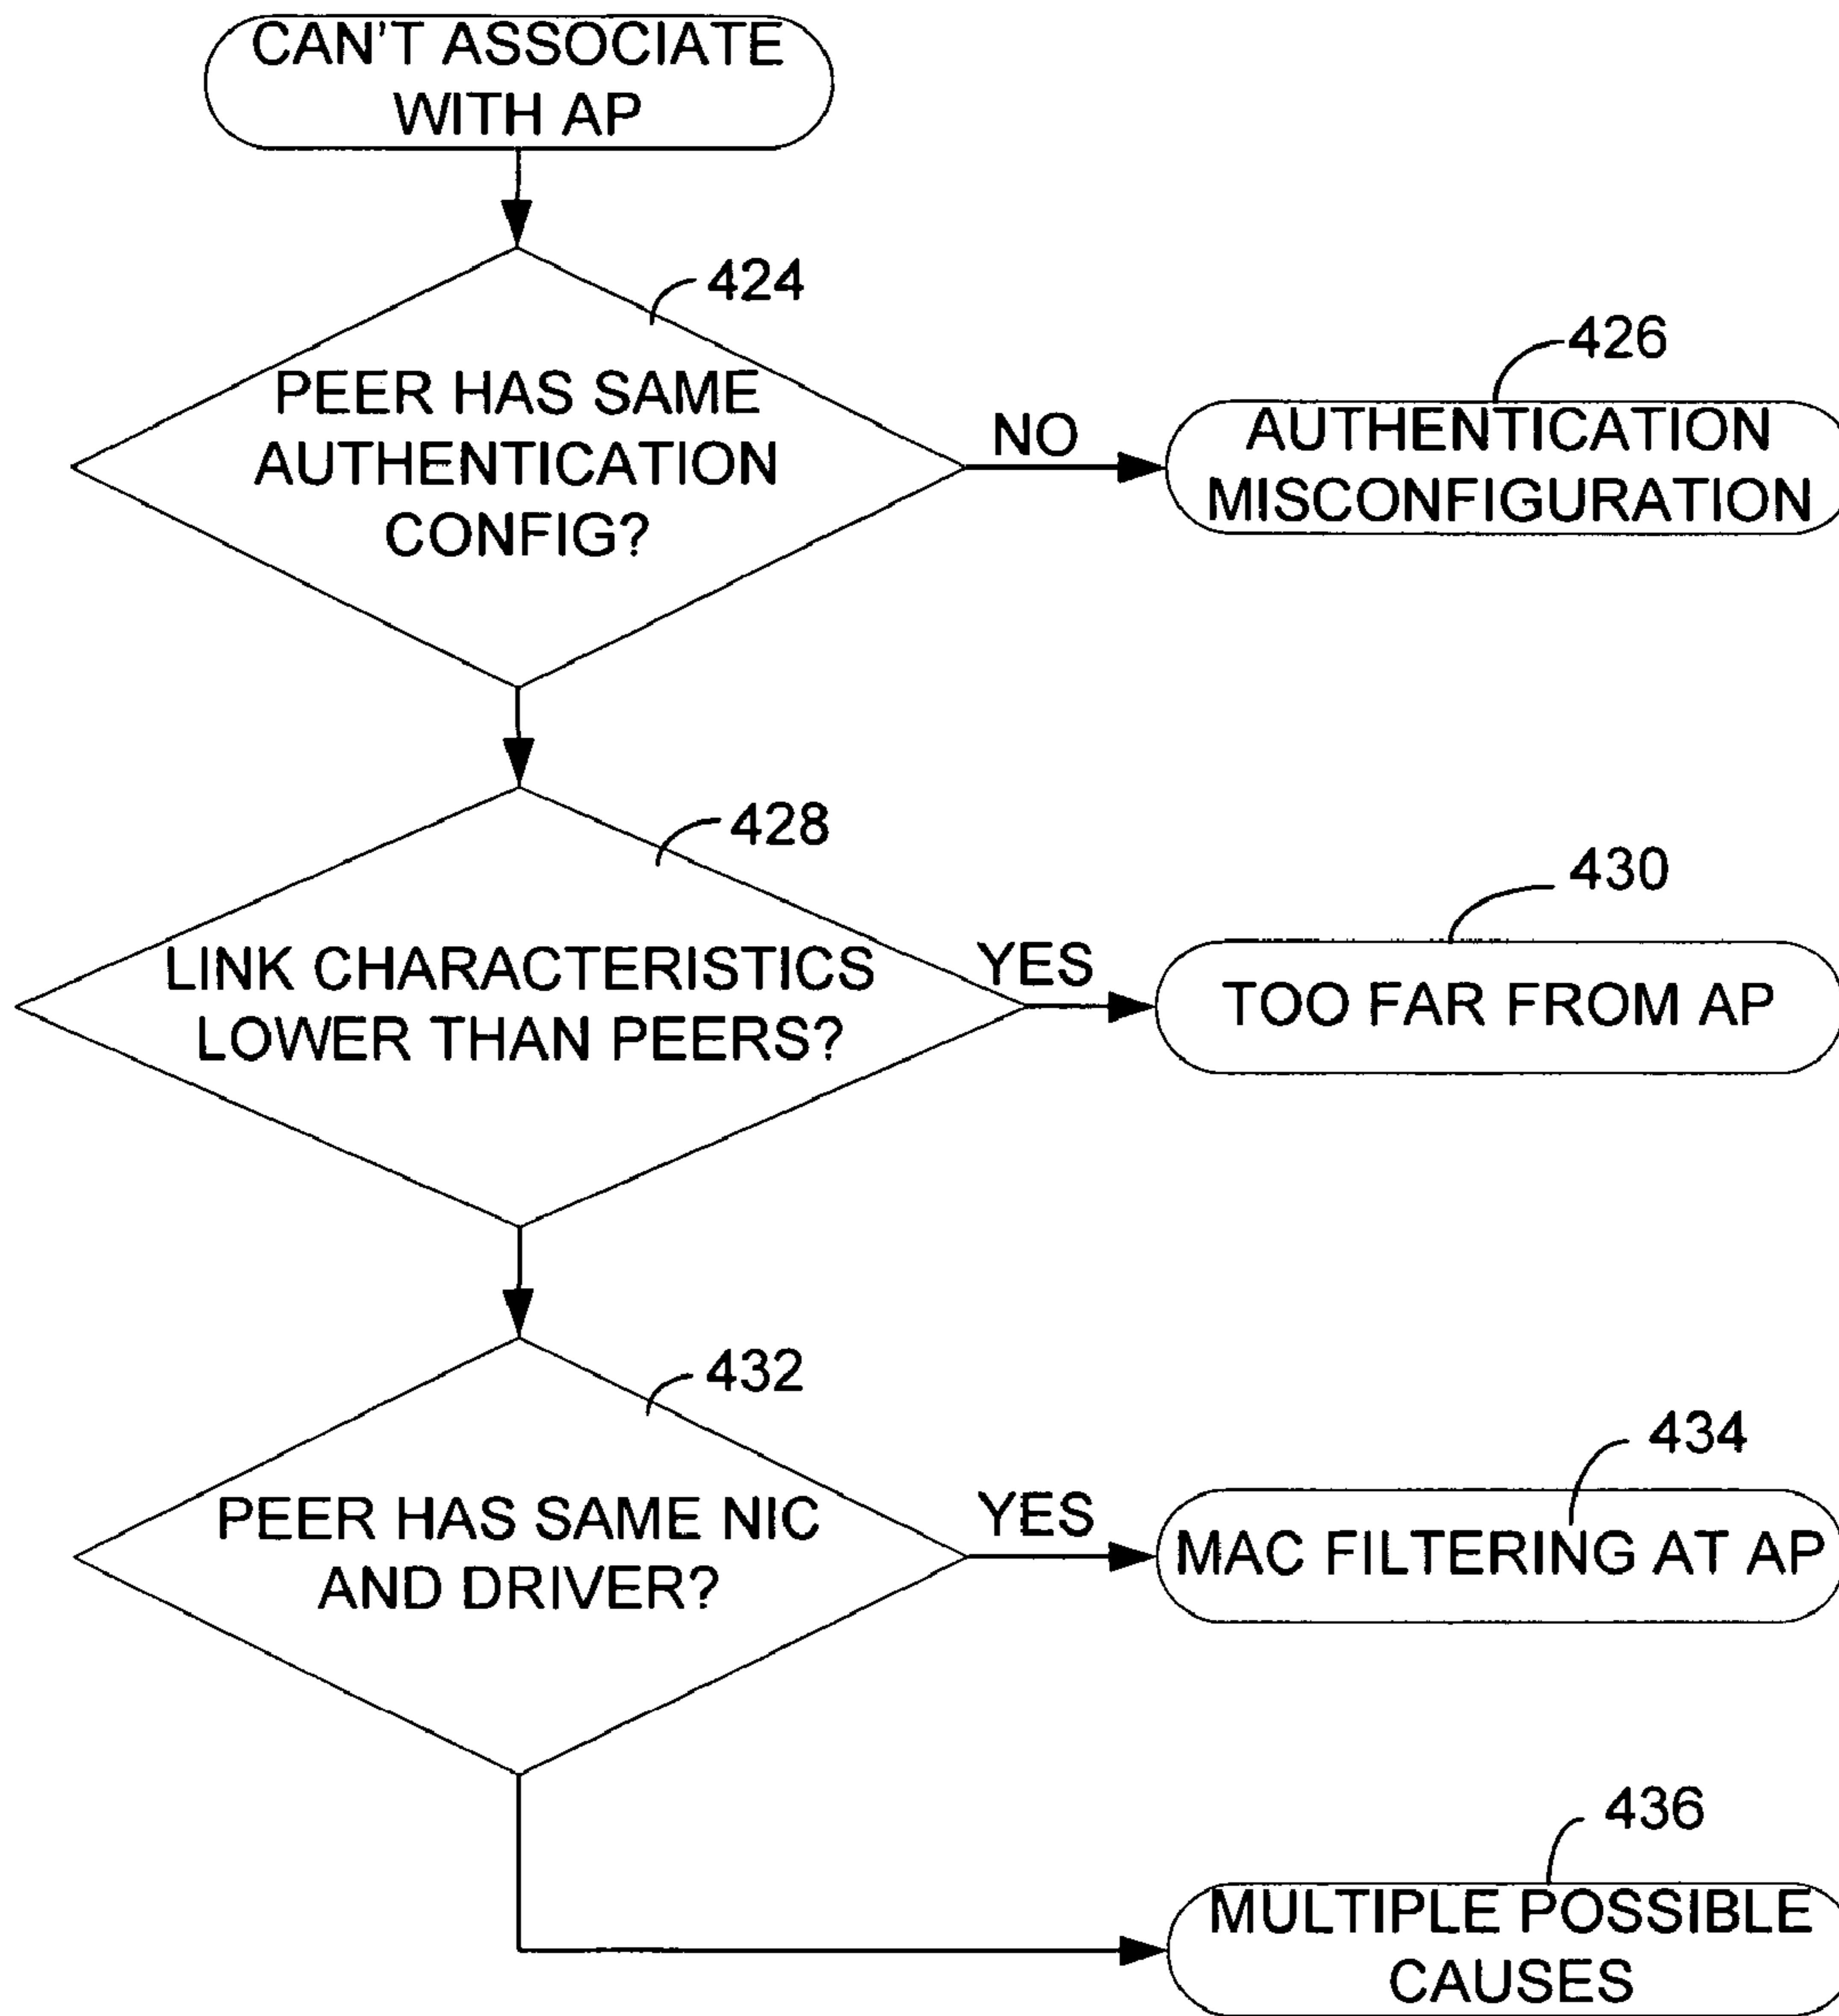 CAN'T ASSOCIATE
WITH AP
424
PEER HAS SAME
AUTHENTICATION
CONFIG?
NO
426
AUTHENTICATION
MISCONFIGURATION
428
LINK CHARACTERISTICS
LOWER THAN PEERS?
YES
430
TOO FAR FROM AP
432
PEER HAS SAME NIC
AND DRIVER?
YES
434
MAC FILTERING AT AP
436
MULTIPLE POSSIBLE
CAUSES